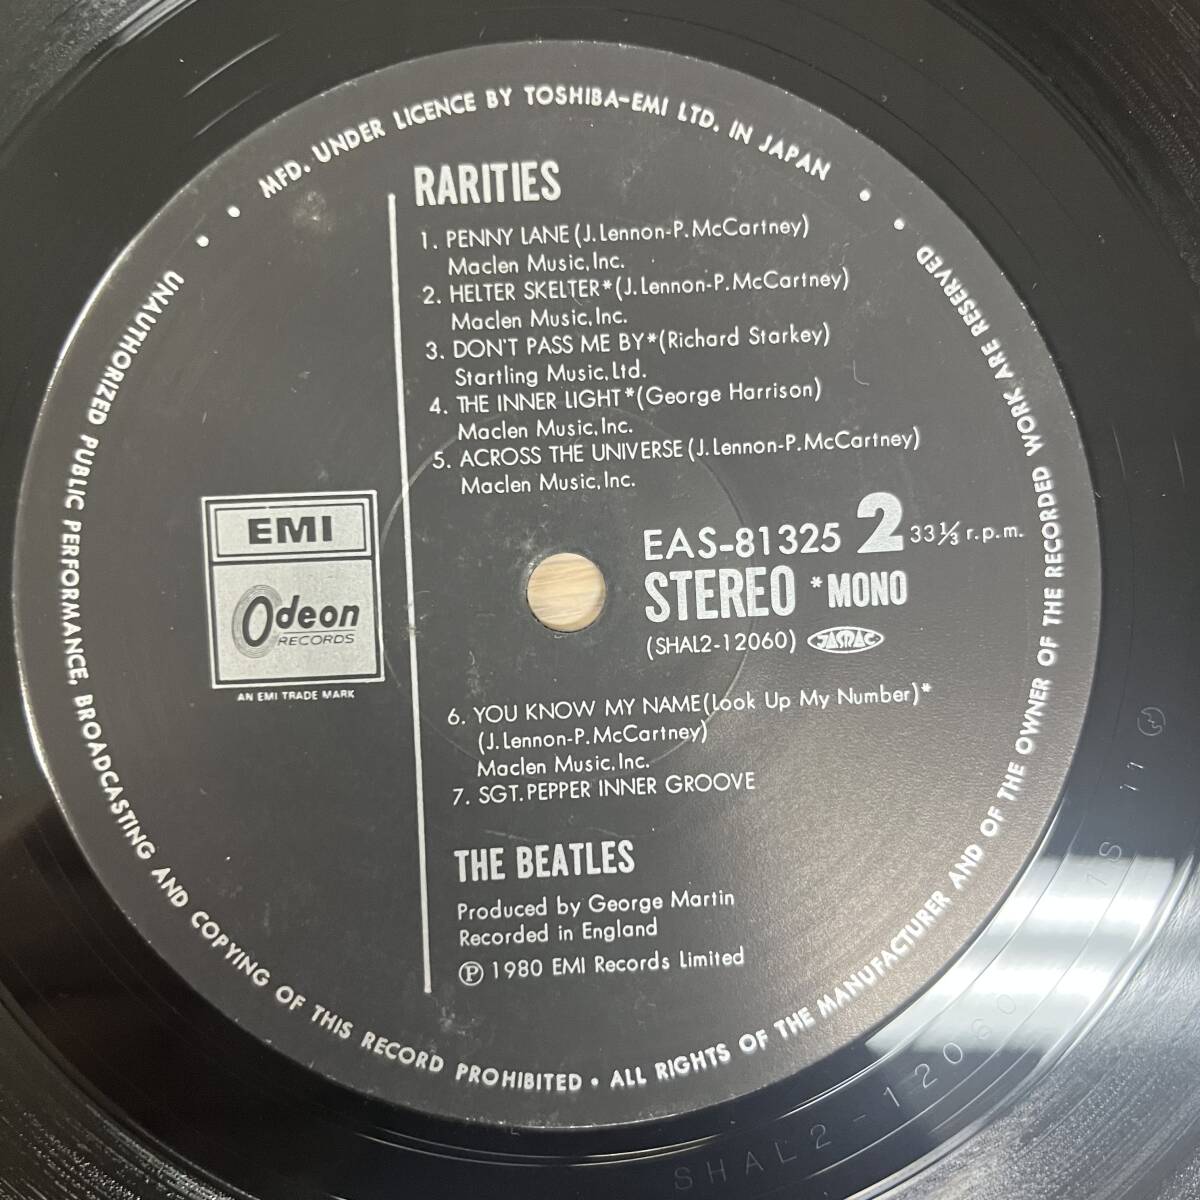 MFD. UNDER LICENCE BY TOSHIBA-EMI LTD. IN JAPAN •
RARITIES
1. PENNY LANE (J.Lennon-P.McCartney)
Maclen Music,Inc.
2. HELTER SKELTER*(J.Lennon-P.McCartney)
Maclen Music,Inc.
3. DON'T PASS ME BY*(Richard Starkey)
Startling Music,Ltd.
4. THE INNER LIGHT*(George Harrison)
Maclen Music,Inc.
5. ACROSS THE UNIVERSE (J.Lennon-P.McCartney)
Maclen Music,Inc.
EMI
Odeon
RECORDS
AN EMI TRADE MARK
EAS-81325 2 33⅓ r.p.m.
STEREO *MONO
(SHAL2-12060) JASRAC
6. YOU KNOW MY NAME(Look Up My Number)*
(J.Lennon-P.McCartney)
Maclen Music,Inc.
7. SGT.PEPPER INNER GROOVE
THE BEATLES
Produced by George Martin
Recorded in England
Ⓟ 1980 EMI Records Limited
• UNAUTHORIZED PUBLIC PERFORMANCE, BROADCASTING AND COPYING OF THIS RECORD PROHIBITED • ALL RIGHTS OF THE MANUFACTURER AND OF THE OWNER OF THE RECORDED WORK ARE RESERVED •
SHAL2-12060 1S 11